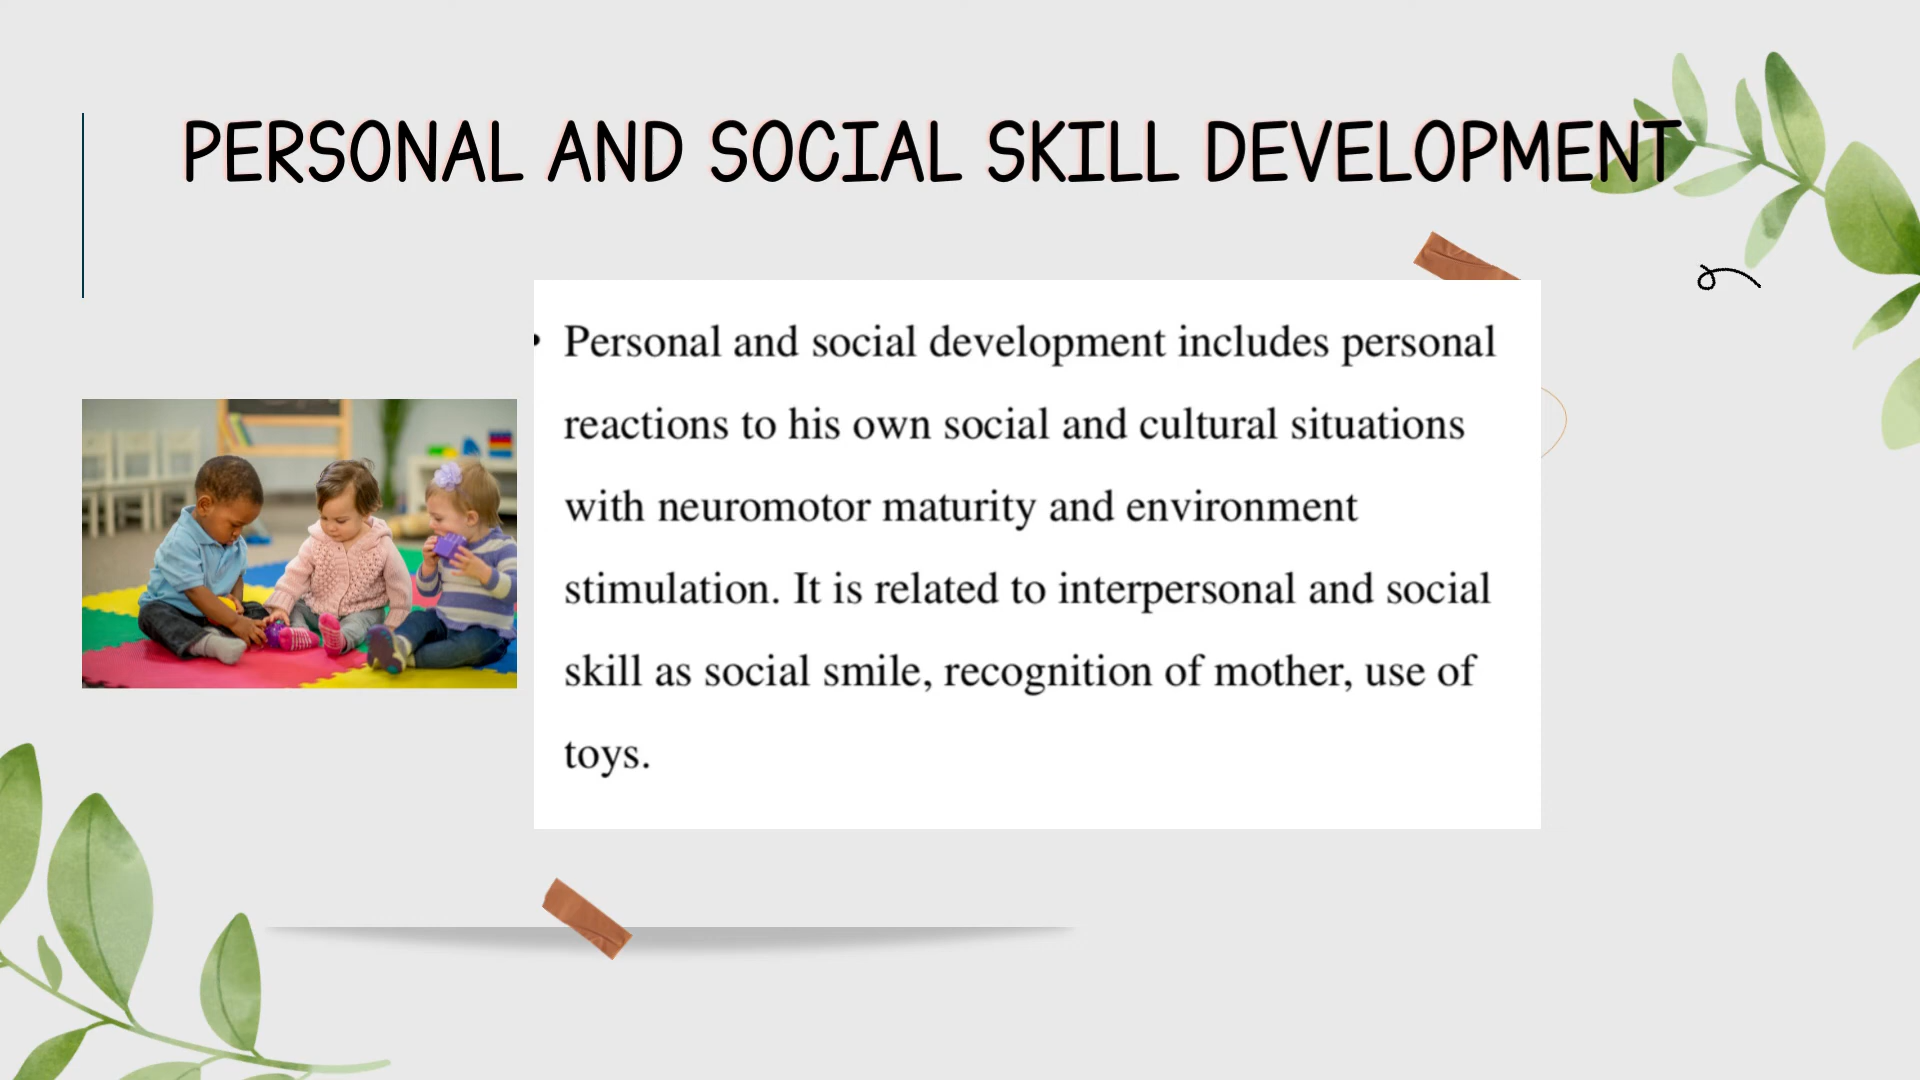 PERSONAL AND SOCIAL SKILL DEVELOPMENT
• Personal and social development includes personal
reactions to his own social and cultural situations
with neuromotor maturity and environment
stimulation. It is related to interpersonal and social
skill as social smile, recognition of mother, use of
toys.